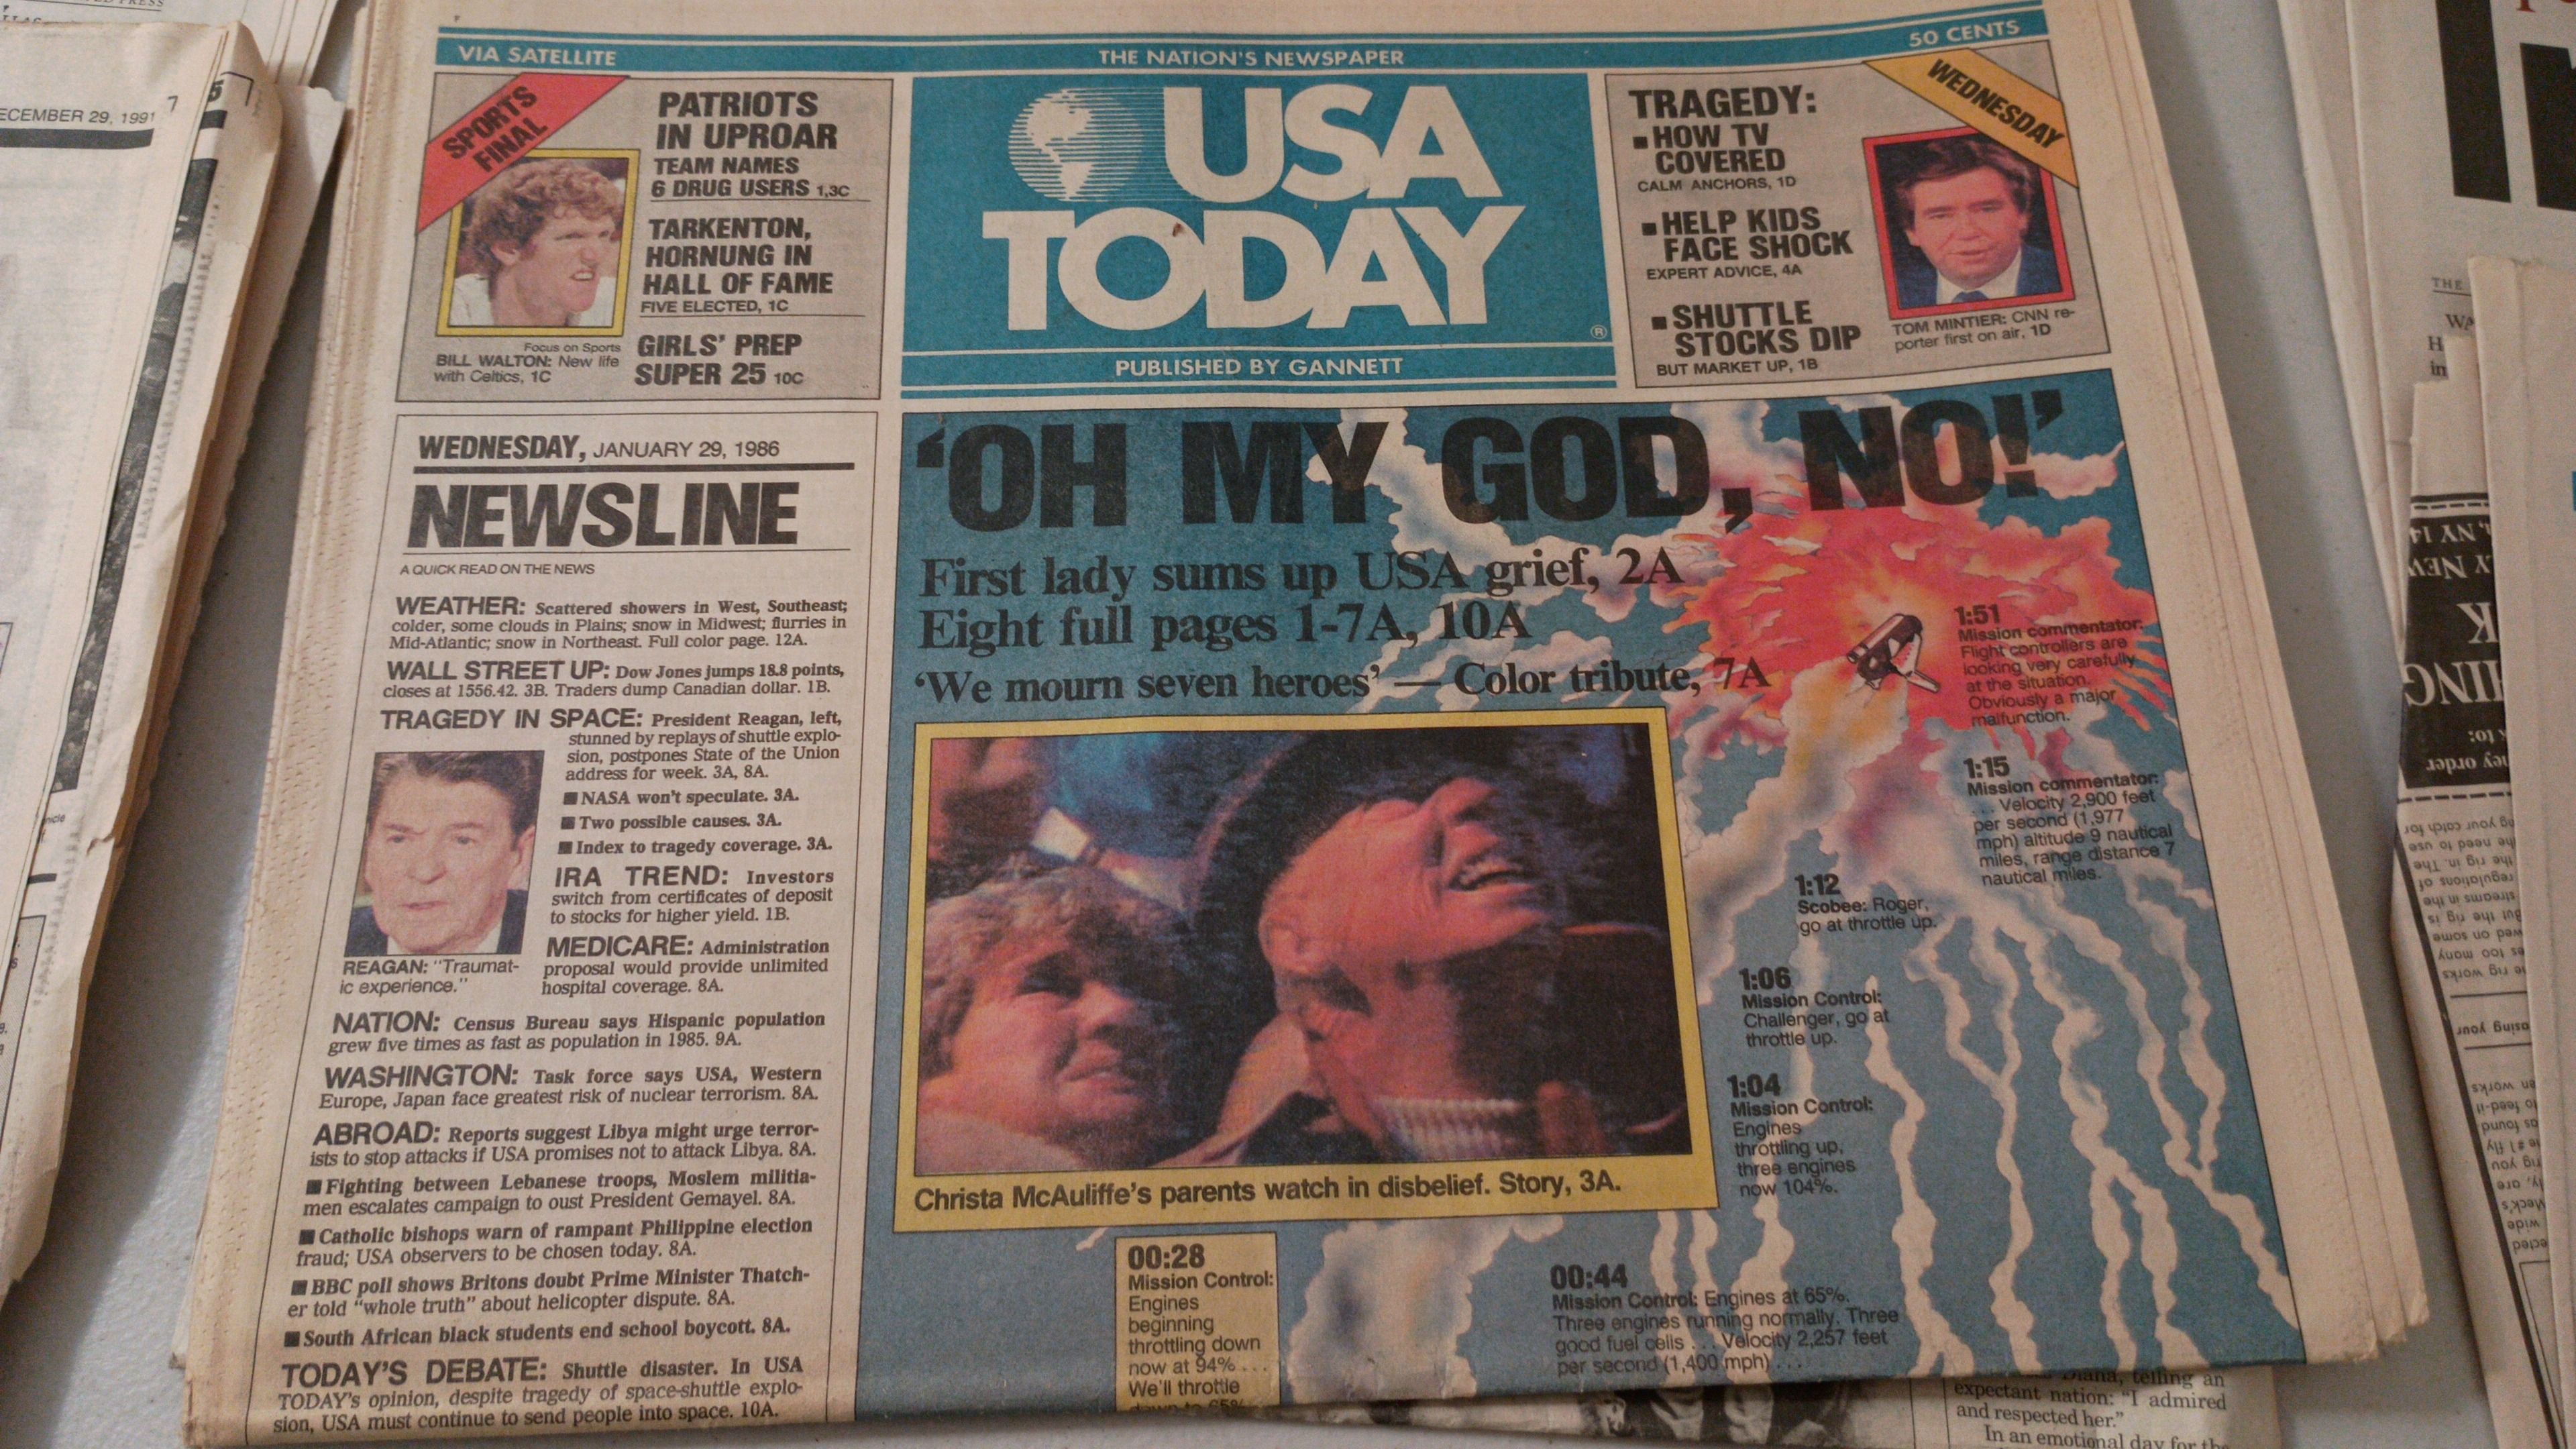 VIA SATELLITE
THE NATION'S NEWSPAPER
50 CENTS
SPORTS
FINAL
PATRIOTS
IN UPROAR
TEAM NAMES
6 DRUG USERS 1,3C
TARKENTON,
HORNUNG IN
HALL OF FAME
FIVE ELECTED, 1C
GIRLS' PREP
SUPER 25 10C
Focus on Sports
BILL WALTON: New life
with Celtics, 1C
USA
TODAY
®
PUBLISHED BY GANNETT
TRAGEDY:
■ HOW TV
COVERED
CALM ANCHORS, 1D
■ HELP KIDS
FACE SHOCK
EXPERT ADVICE, 4A
■ SHUTTLE
STOCKS DIP
BUT MARKET UP, 1B
WEDNESDAY
TOM MINTIER: CNN re-
porter first on air, 1D
WEDNESDAY, JANUARY 29, 1986
NEWSLINE
A QUICK READ ON THE NEWS
WEATHER: Scattered showers in West, Southeast;
colder, some clouds in Plains; snow in Midwest; flurries in
Mid-Atlantic; snow in Northeast. Full color page. 12A.
WALL STREET UP: Dow Jones jumps 18.8 points,
closes at 1556.42. 3B. Traders dump Canadian dollar. 1B.
TRAGEDY IN SPACE: President Reagan, left,
stunned by replays of shuttle explo-
sion, postpones State of the Union
address for week. 3A, 8A.
■ NASA won't speculate. 3A.
■ Two possible causes. 3A.
■ Index to tragedy coverage. 3A.
REAGAN: "Traumat-
ic experience."
IRA TREND: Investors
switch from certificates of deposit
to stocks for higher yield. 1B.
MEDICARE: Administration
proposal would provide unlimited
hospital coverage. 8A.
NATION: Census Bureau says Hispanic population
grew five times as fast as population in 1985. 9A.
WASHINGTON: Task force says USA, Western
Europe, Japan face greatest risk of nuclear terrorism. 8A.
ABROAD: Reports suggest Libya might urge terror-
ists to stop attacks if USA promises not to attack Libya. 8A.
■ Fighting between Lebanese troops, Moslem militia-
men escalates campaign to oust President Gemayel. 8A.
■ Catholic bishops warn of rampant Philippine election
fraud; USA observers to be chosen today. 8A.
■ BBC poll shows Britons doubt Prime Minister Thatch-
er told "whole truth" about helicopter dispute. 8A.
■ South African black students end school boycott. 8A.
TODAY'S DEBATE: Shuttle disaster. In USA
TODAY's opinion, despite tragedy of space-shuttle explo-
sion, USA must continue to send people into space. 10A.
'OH MY GOD, NO!'
First lady sums up USA grief, 2A
Eight full pages 1-7A, 10A
'We mourn seven heroes' — Color tribute, 7A
Christa McAuliffe's parents watch in disbelief. Story, 3A.
1:51
Mission commentator:
Flight controllers are
looking very carefully
at the situation.
Obviously a major
malfunction.
1:15
Mission commentator:
. . . Velocity 2,900 feet
per second (1,977
mph) altitude 9 nautical
miles, range distance 7
nautical miles.
1:12
Scobee: Roger,
go at throttle up.
1:06
Mission Control:
Challenger, go at
throttle up.
1:04
Mission Control:
Engines
throttling up,
three engines
now 104%.
00:44
Mission Control: Engines at 65%.
Three engines running normally. Three
good fuel cells . . . Velocity 2,257 feet
per second (1,400 mph) . . .
00:28
Mission Control:
Engines
beginning
throttling down
now at 94% . . .
We'll throttle
down to 65%
ECEMBER 29, 1991
telling an
expectant nation: "I admired
and respected her."
In an emotional day for